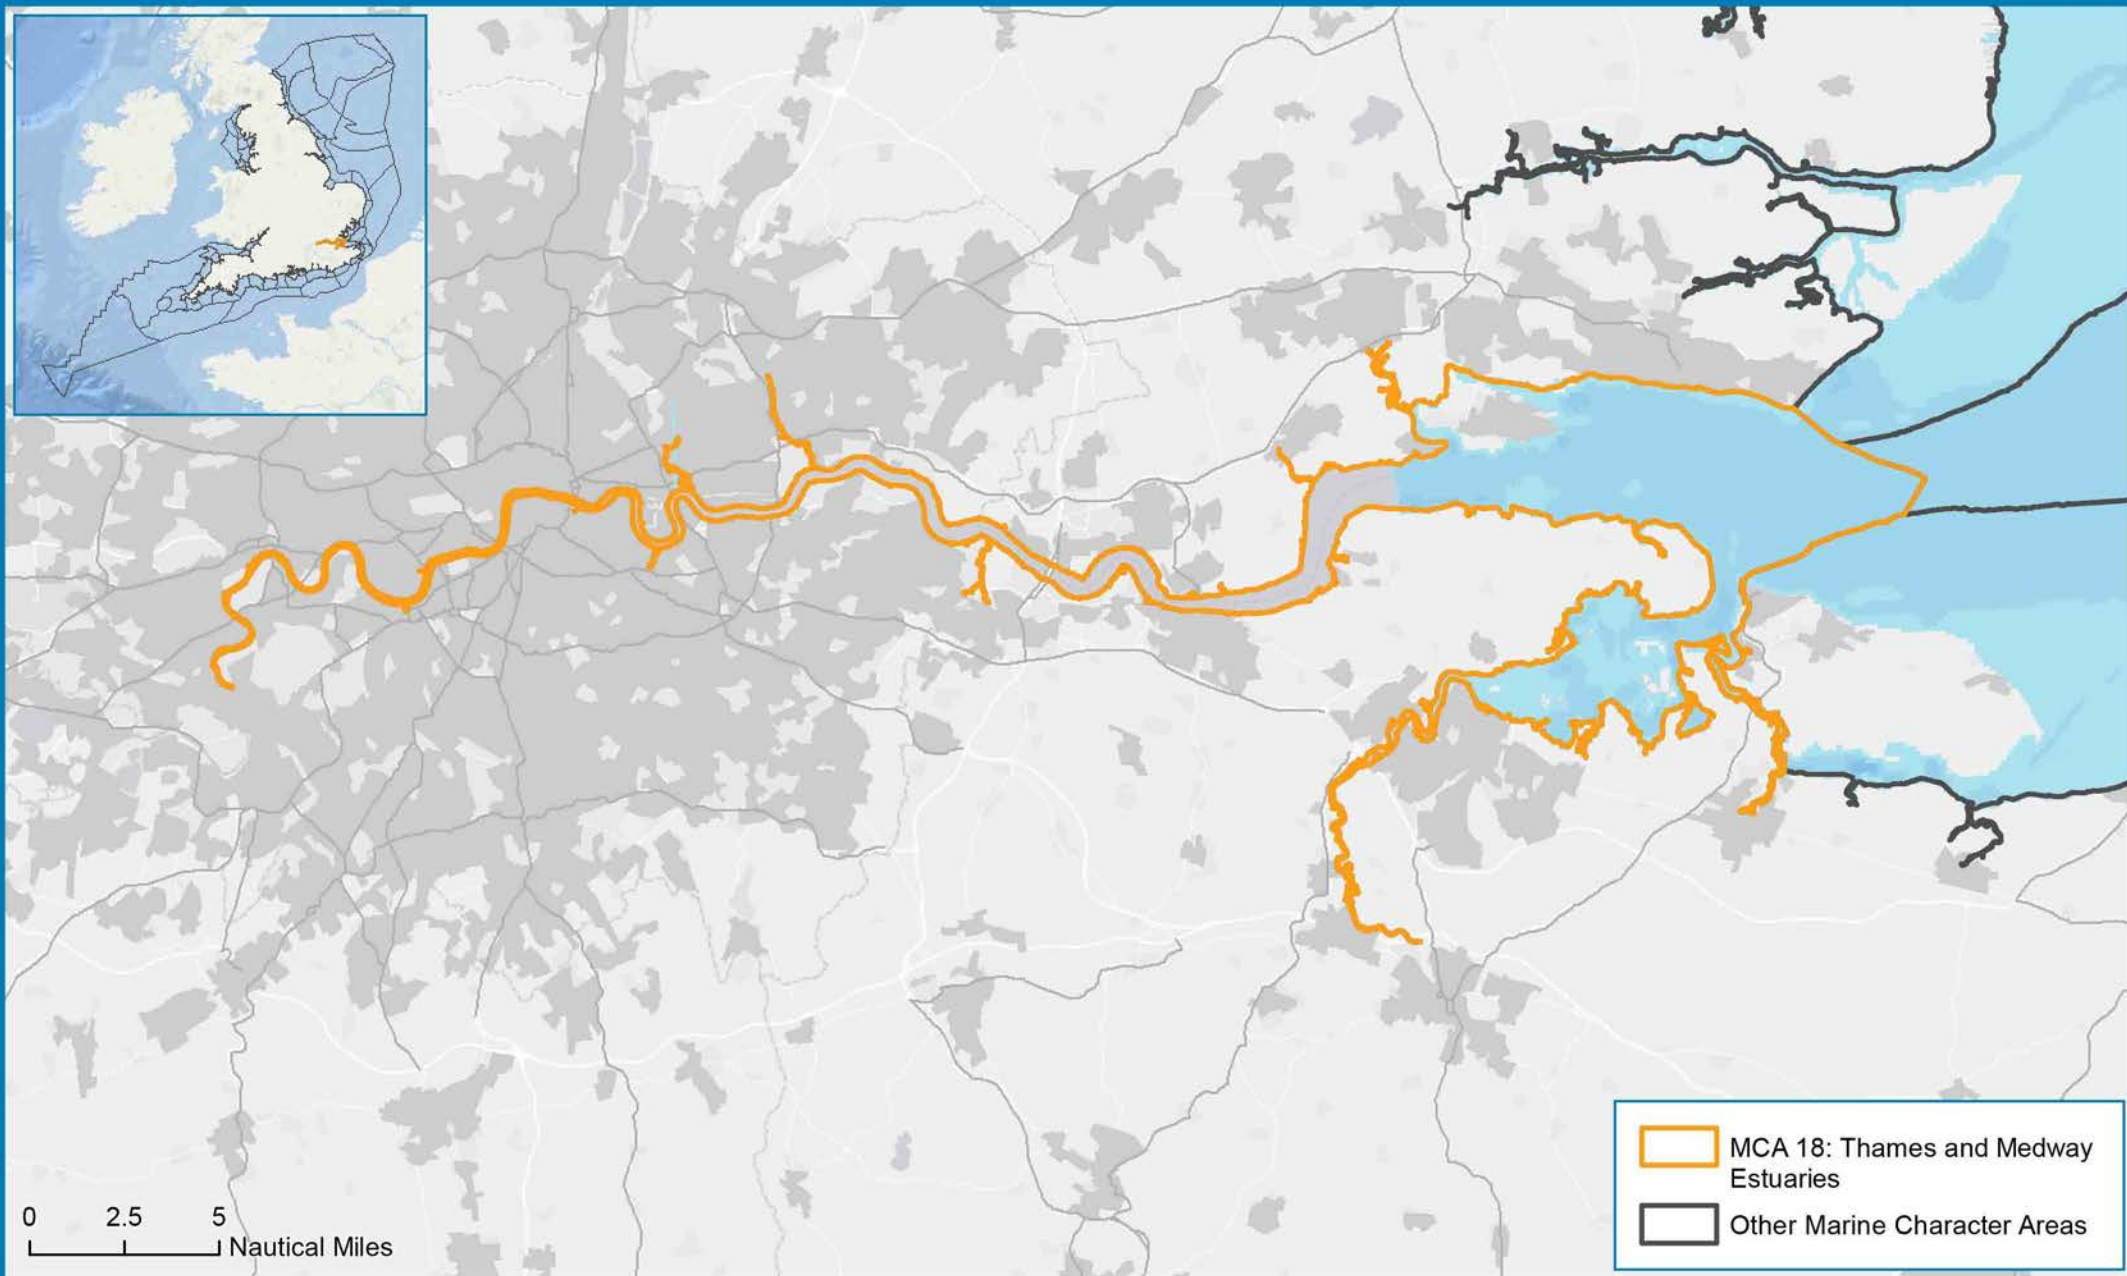 0 2.5 5
Nautical Miles
MCA 18: Thames and Medway
Estuaries
Other Marine Character Areas